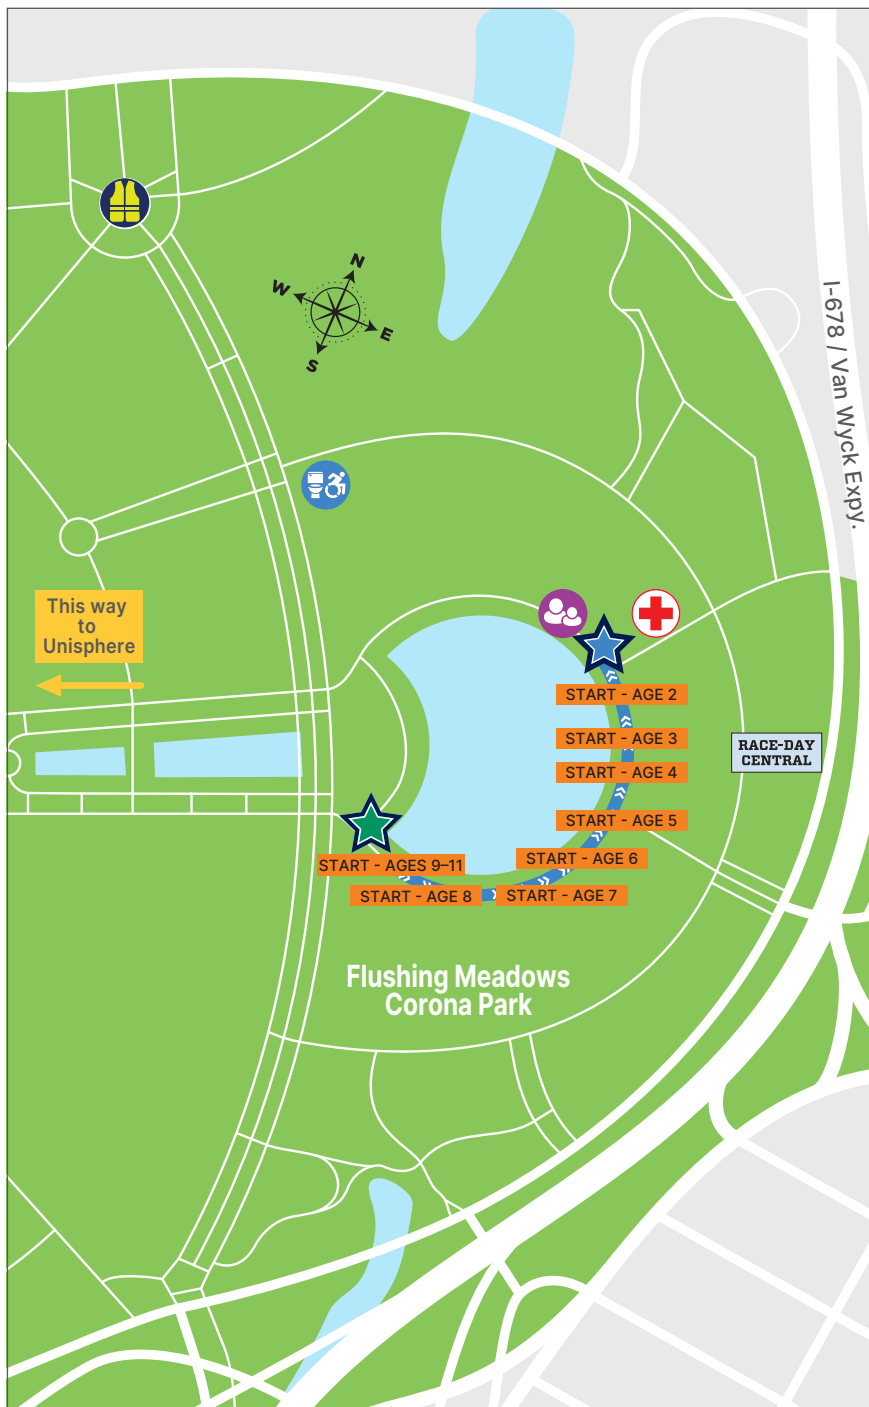 N
W
E
S
I-678 / Van Wyck Expy.
This way
to
Unisphere
START - AGE 2
START - AGE 3
RACE-DAY
CENTRAL
START - AGE 4
START - AGE 5
START - AGE 6
START - AGES 9–11
START - AGE 8
START - AGE 7
Flushing Meadows
Corona Park